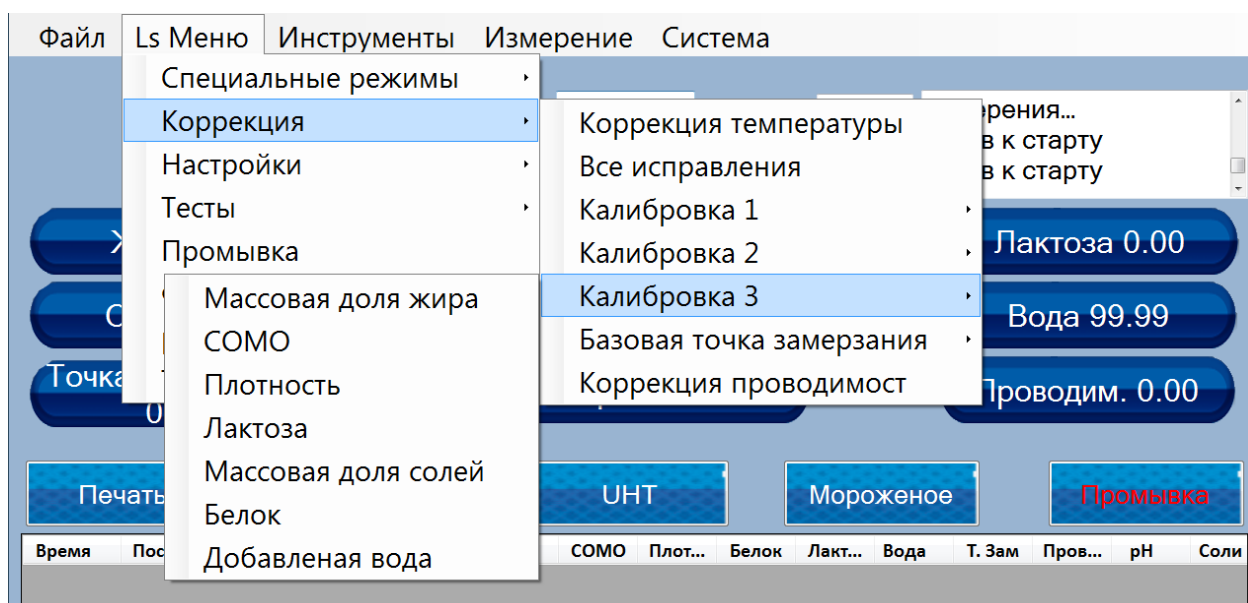 Файл Ls Меню Инструменты Измерение Система
Специальные режимы
Коррекция
Настройки
Тесты
Промывка
Коррекция температуры
Все исправления
Калибровка 1
Калибровка 2
Калибровка 3
Базовая точка замерзания
Коррекция проводимост
Массовая доля жира
СОМО
Плотность
Лактоза
Массовая доля солей
Белок
Добавленая вода
в к старту
в к старту
Лактоза 0.00
Вода 99.99
Точка
Проводим. 0.00
Печать UHT Мороженое Промывка
Время Пос СОМО Плот... Белок Лакт... Вода Т. Зам Пров... pH Соли